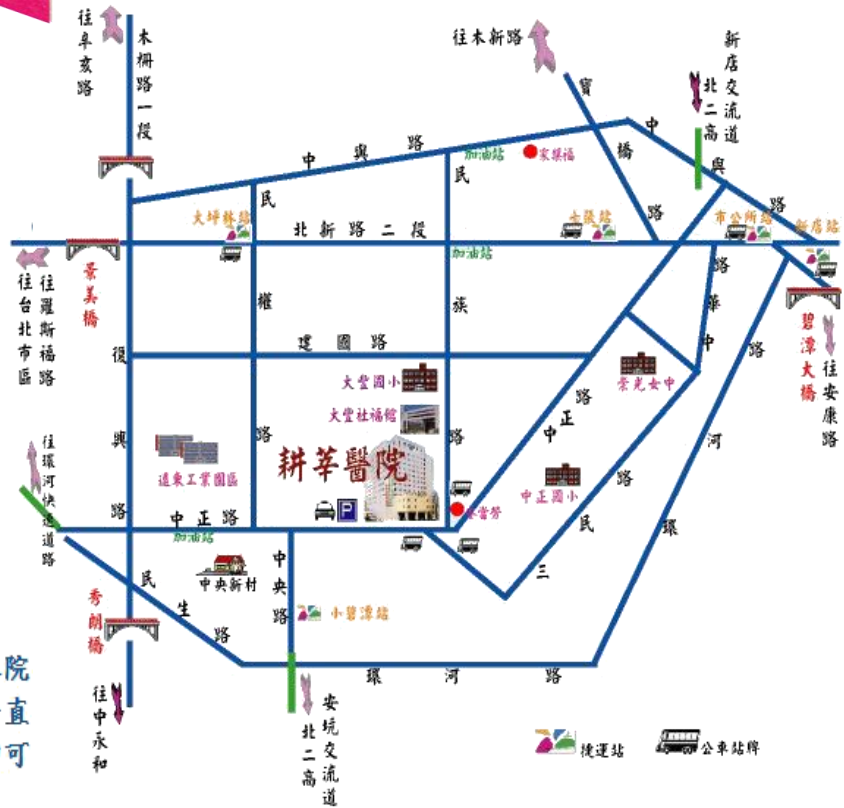 往辛亥路
木柵路一段
往木新路
新店交流道
北二高
寶橋路
中興路
中興路
加油站
家樂福
民權路
民族路
大坪林站
北新路二段
七張站
市公所站
新店站
加油站
景美橋
往羅斯福路
往台北市區
碧潭大橋
往安康路
復興路
建國路
中華路
大豐國小
崇光女中
大豐社福館
中正路
環河路
耕莘醫院
往環河快速道路
遠東工業園區
P
中正國小
中正路
加油站
三民路
中央新村
中央路
民生路
小碧潭站
秀朗橋
環河路
院
直
可
往中永和
安坑交流道
北二高
捷運站
公車站牌